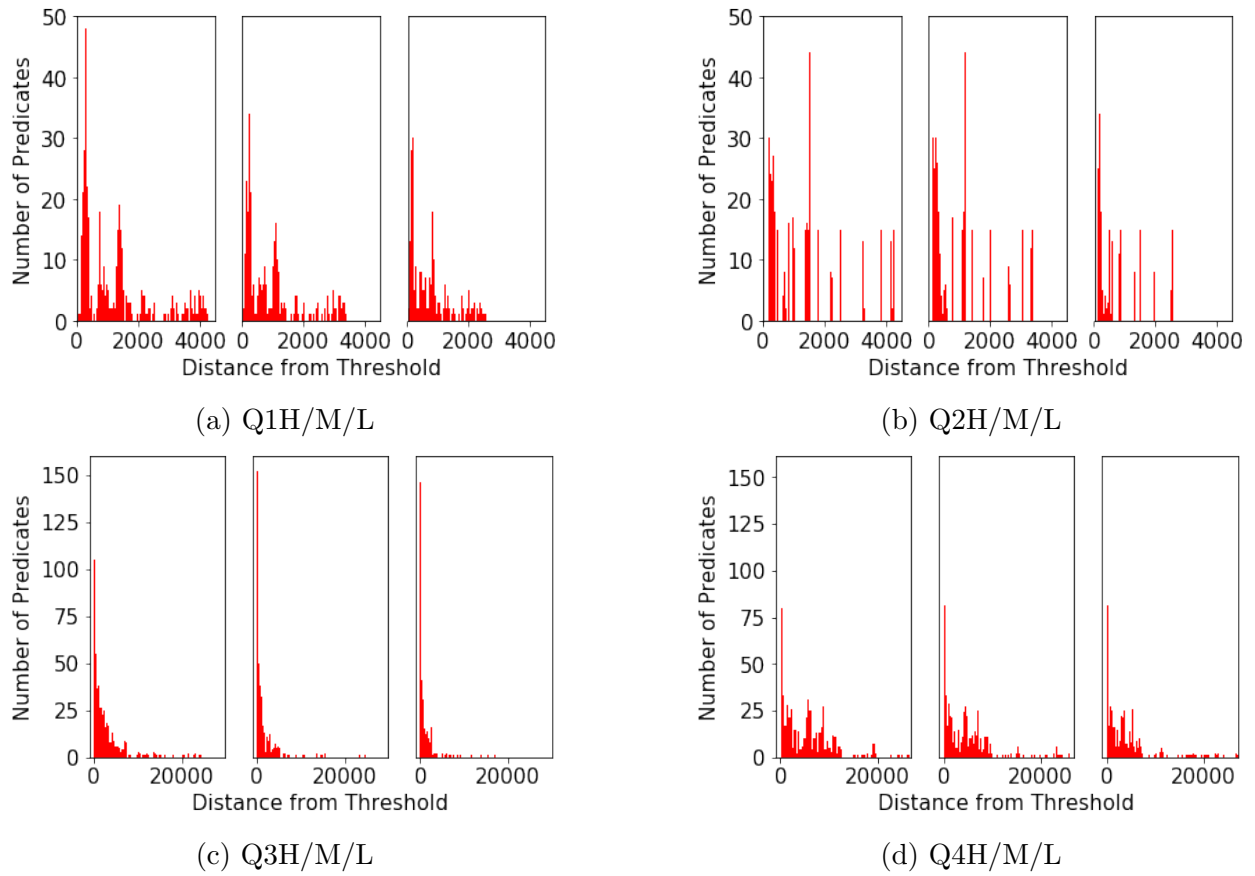 50
40
30
20
10
0
Number of Predicates
0 2000 4000 0 2000 4000 0 2000 4000
Distance from Threshold
(a) Q1H/M/L
50
40
30
20
10
0
Number of Predicates
0 2000 4000 0 2000 4000 0 2000 4000
Distance from Threshold
(b) Q2H/M/L
150
125
100
75
50
25
0
Number of Predicates
0 20000 0 20000 0 20000
Distance from Threshold
(c) Q3H/M/L
150
125
100
75
50
25
0
Number of Predicates
0 20000 0 20000 0 20000
Distance from Threshold
(d) Q4H/M/L